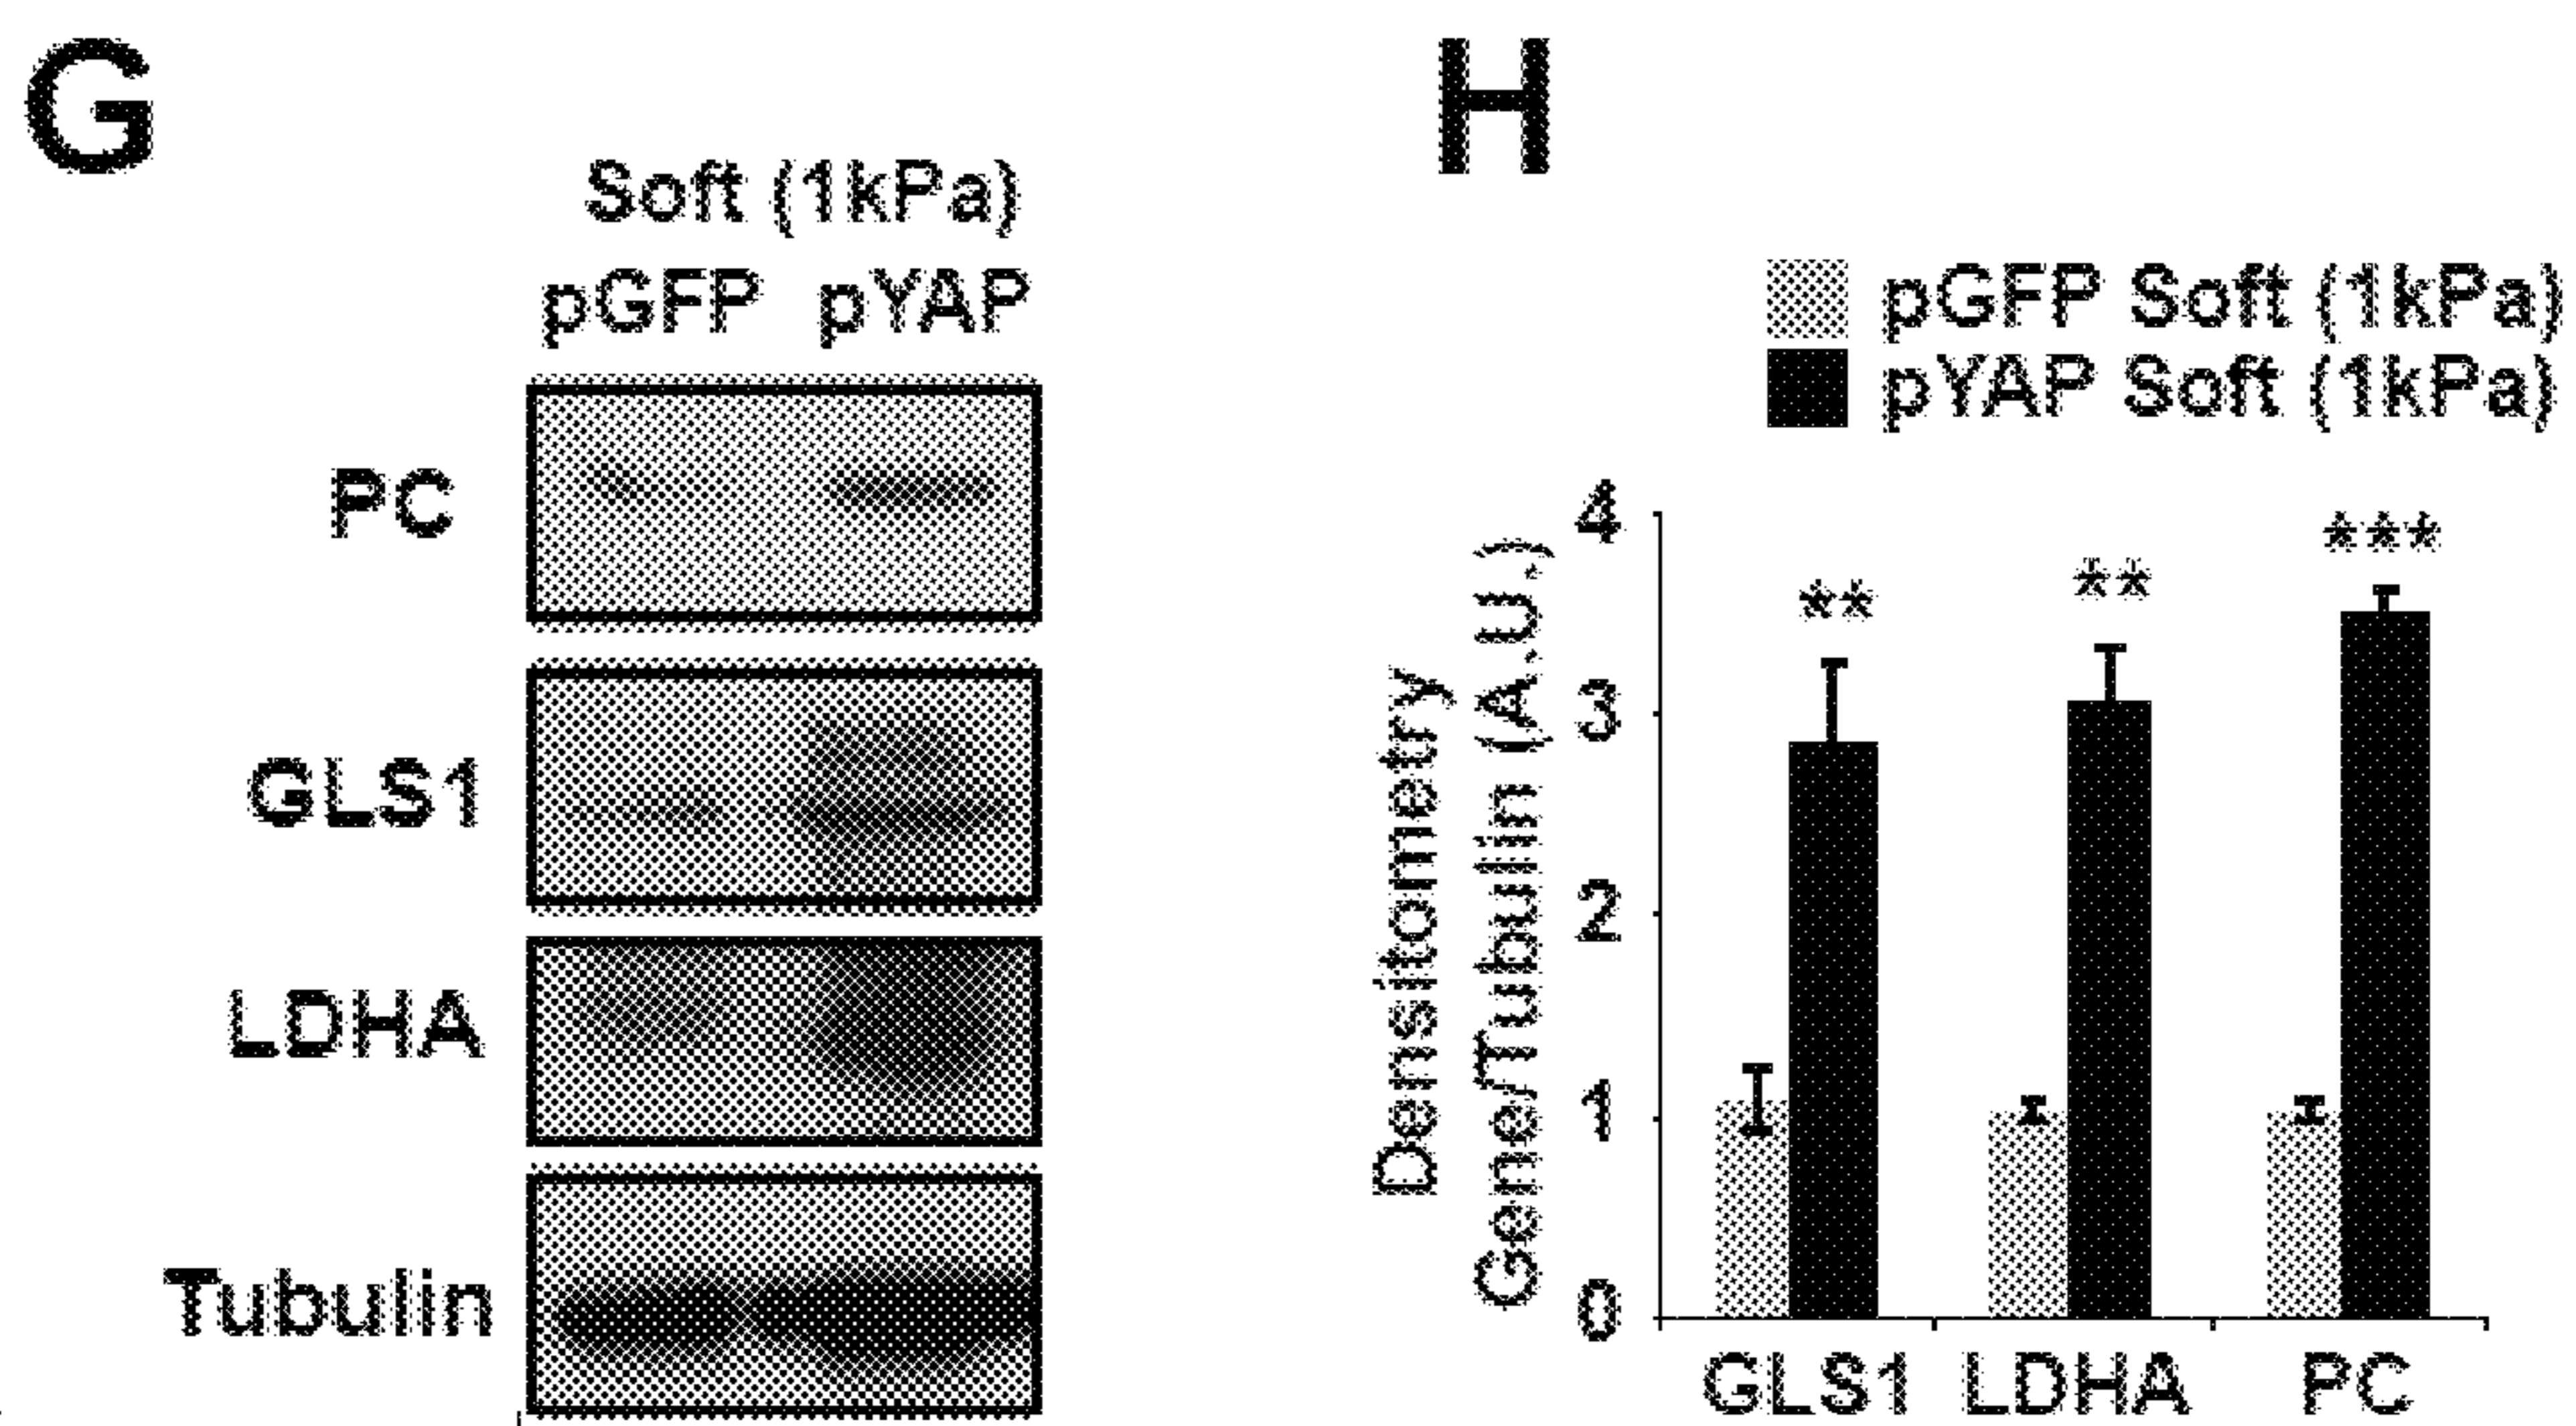 G
Soft (1kPa)
pGFP pYAP
PC
GLS1
LDHA
Tubulin
H
pGFP Soft (1kPa)
pYAP Soft (1kPa)
Densitometry
Gene/Tubulin (A.U.)
4
3
2
1
0
**
**
***
GLS1 LDHA PC